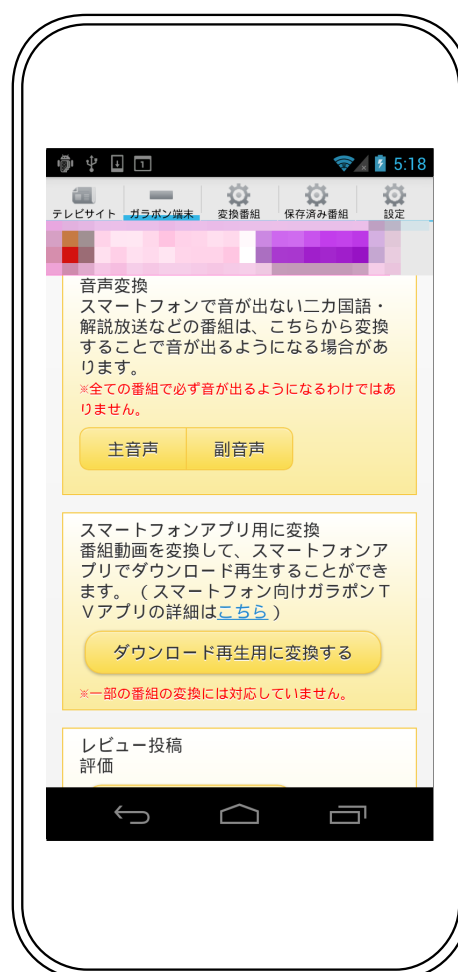 5:18
テレビサイト ガラポン端末 変換番組 保存済み番組 設定
音声変換
スマートフォンで音が出ない二カ国語・
解説放送などの番組は、こちらから変換
することで音が出るようになる場合があ
ります。
※全ての番組で必ず音が出るようになるわけではあ
りません。
主音声 副音声
スマートフォンアプリ用に変換
番組動画を変換して、スマートフォンア
プリでダウンロード再生することができ
ます。（スマートフォン向けガラポンT
Vアプリの詳細はこちら）
ダウンロード再生用に変換する
※一部の番組の変換には対応していません。
レビュー投稿
評価